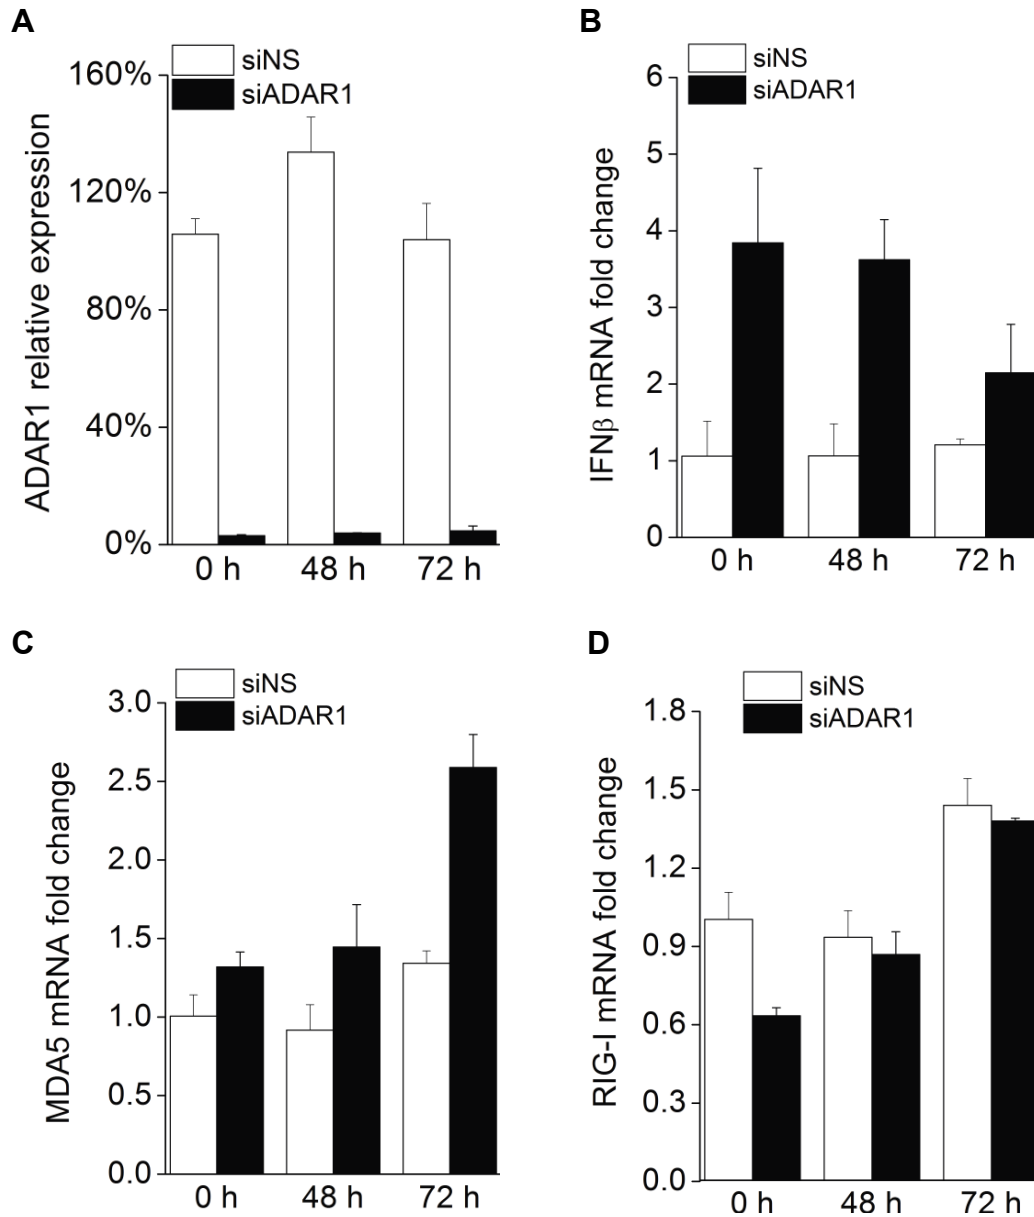 A
siNS
siADAR1
ADAR1 relative expression
160%
120%
80%
40%
0%
0 h 48 h 72 h
B
siNS
siADAR1
IFNβ mRNA fold change
6
5
4
3
2
1
0
0 h 48 h 72 h
C
siNS
siADAR1
MDA5 mRNA fold change
3.0
2.5
2.0
1.5
1.0
0.5
0.0
0 h 48 h 72 h
D
siNS
siADAR1
RIG-I mRNA fold change
1.8
1.5
1.2
0.9
0.6
0.3
0.0
0 h 48 h 72 h